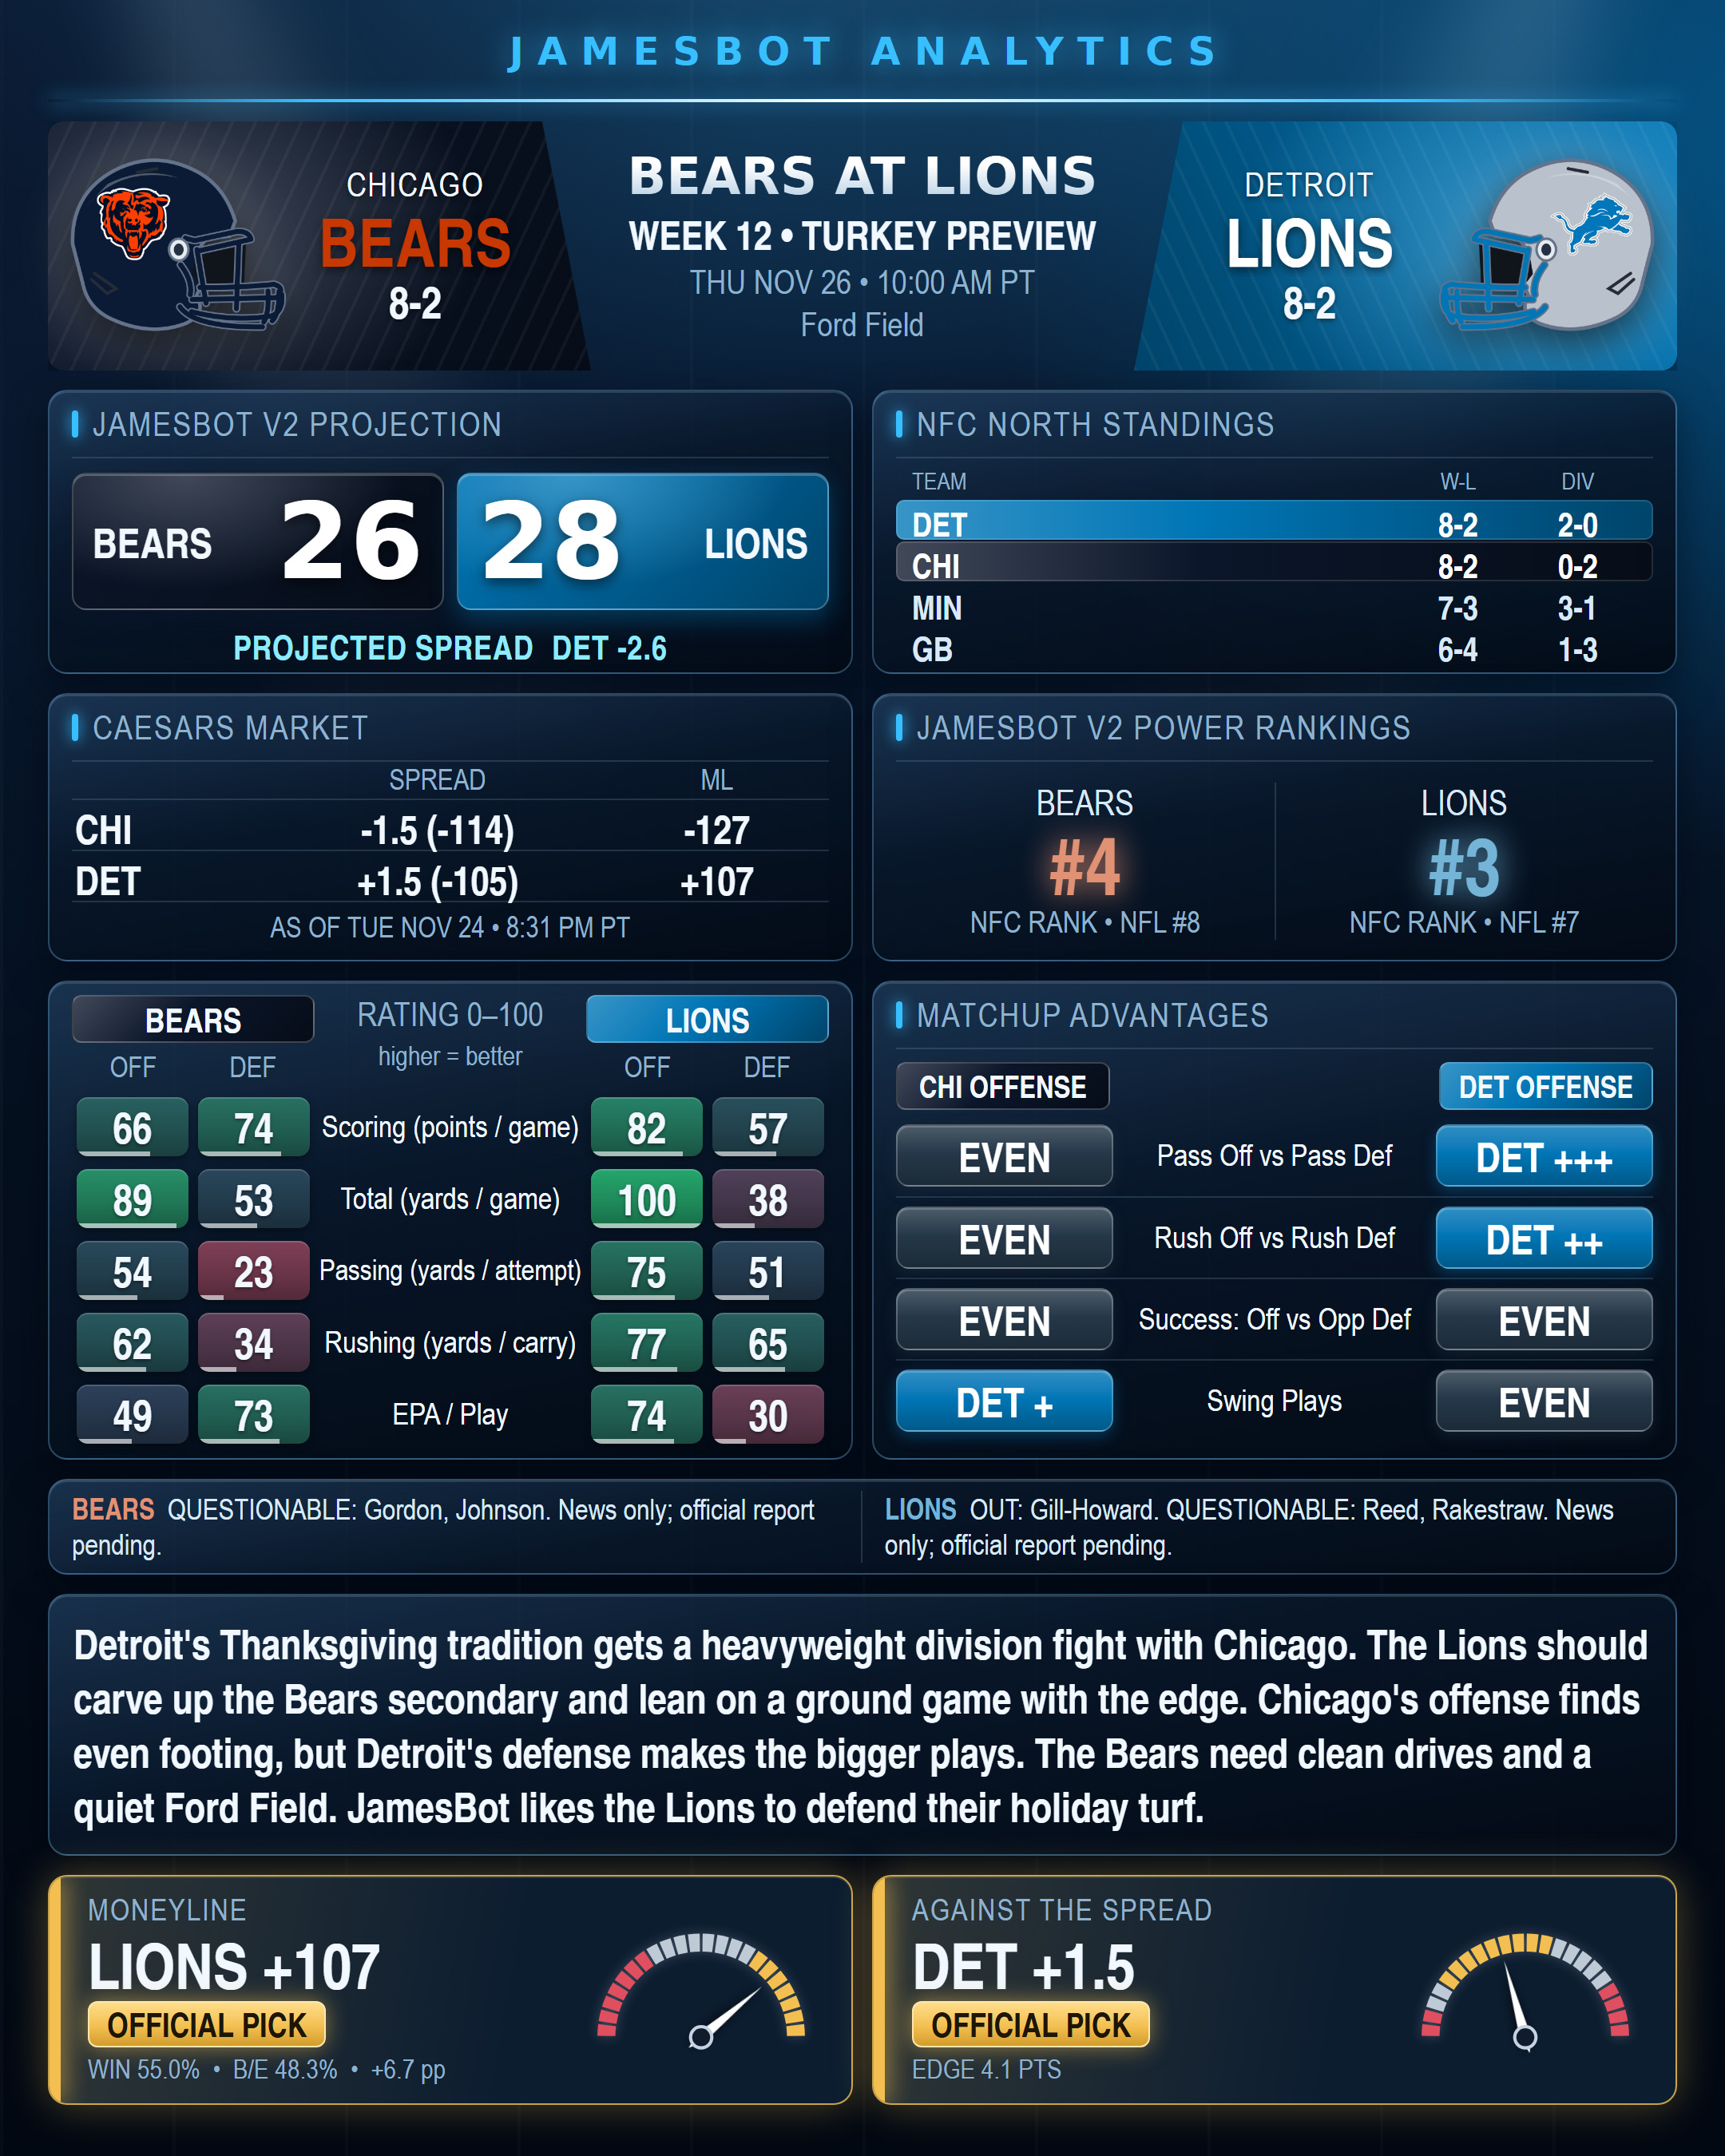 JAMESBOT ANALYTICS
CHICAGO
BEARS
8-2
BEARS AT LIONS
WEEK 12 • TURKEY PREVIEW
THU NOV 26 • 10:00 AM PT
Ford Field
DETROIT
LIONS
8-2
JAMESBOT V2 PROJECTION
BEARS 26 28 LIONS
PROJECTED SPREAD DET -2.6
NFC NORTH STANDINGS
TEAM W-L DIV
DET 8-2 2-0
CHI 8-2 0-2
MIN 7-3 3-1
GB 6-4 1-3
CAESARS MARKET
SPREAD ML
CHI -1.5 (-114) -127
DET +1.5 (-105) +107
AS OF TUE NOV 24 • 8:31 PM PT
JAMESBOT V2 POWER RANKINGS
BEARS LIONS
#4 #3
NFC RANK • NFL #8 NFC RANK • NFL #7
BEARS RATING 0–100 LIONS
higher = better
OFF DEF OFF DEF
66 74 Scoring (points / game) 82 57
89 53 Total (yards / game) 100 38
54 23 Passing (yards / attempt) 75 51
62 34 Rushing (yards / carry) 77 65
49 73 EPA / Play 74 30
MATCHUP ADVANTAGES
CHI OFFENSE DET OFFENSE
EVEN Pass Off vs Pass Def DET +++
EVEN Rush Off vs Rush Def DET ++
EVEN Success: Off vs Opp Def EVEN
DET + Swing Plays EVEN
BEARS QUESTIONABLE: Gordon, Johnson. News only; official report
pending.
LIONS OUT: Gill-Howard. QUESTIONABLE: Reed, Rakestraw. News
only; official report pending.
Detroit's Thanksgiving tradition gets a heavyweight division fight with Chicago. The Lions should
carve up the Bears secondary and lean on a ground game with the edge. Chicago's offense finds
even footing, but Detroit's defense makes the bigger plays. The Bears need clean drives and a
quiet Ford Field. JamesBot likes the Lions to defend their holiday turf.
MONEYLINE
LIONS +107
OFFICIAL PICK
WIN 55.0% • B/E 48.3% • +6.7 pp
AGAINST THE SPREAD
DET +1.5
OFFICIAL PICK
EDGE 4.1 PTS